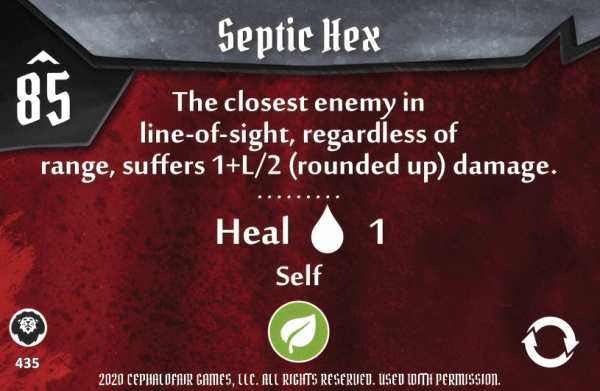 Septic Hex
85
The closest enemy in
line-of-sight, regardless of
range, suffers 1+L/2 (rounded up) damage.
Heal 1
Self
435
2020 CEPHALOFAIR GAMES, LLC. ALL RIGHTS RESERVED. USED WITH PERMISSION.